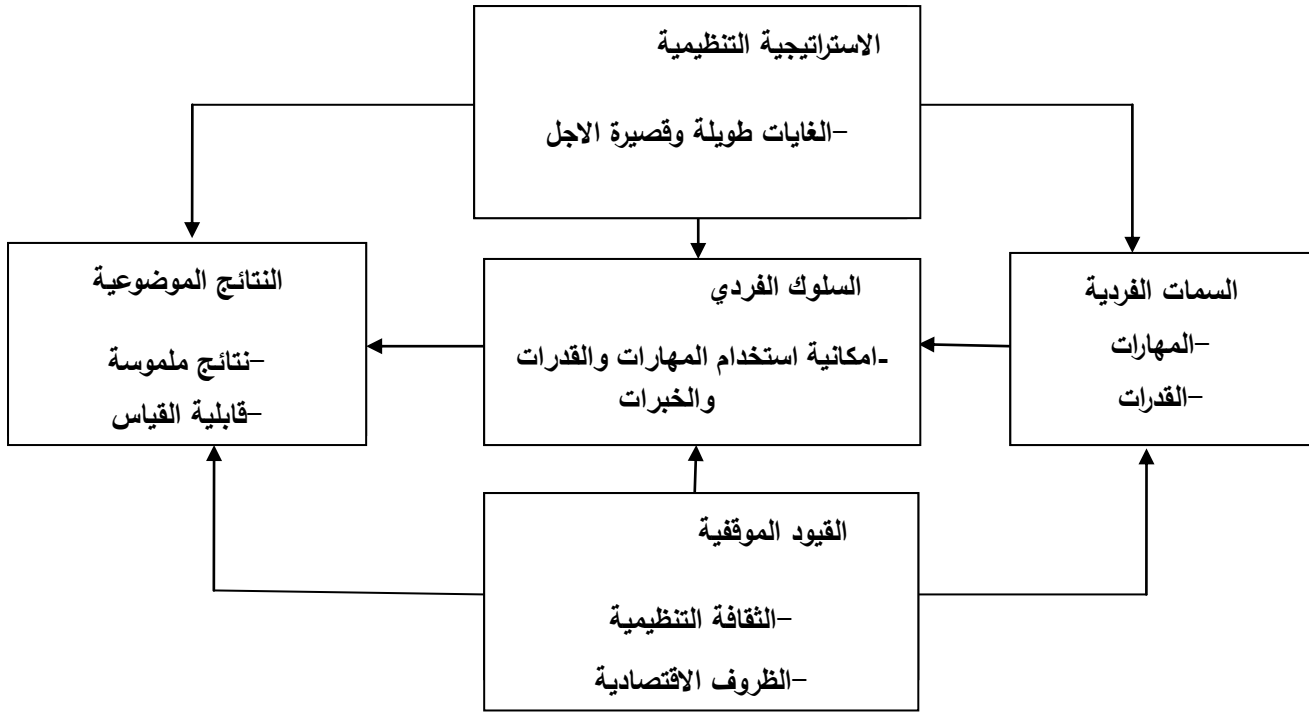 الاستراتيجية التنظيمية
-الغايات طويلة وقصيرة الاجل
السمات الفردية
-المهارات
-القدرات
السلوك الفردي
-امكانية استخدام المهارات والقدرات
والخبرات
النتائج الموضوعية
-نتائج ملموسة
-قابلية القياس
القيود الموقفية
-الثقافة التنظيمية
-الظروف الاقتصادية